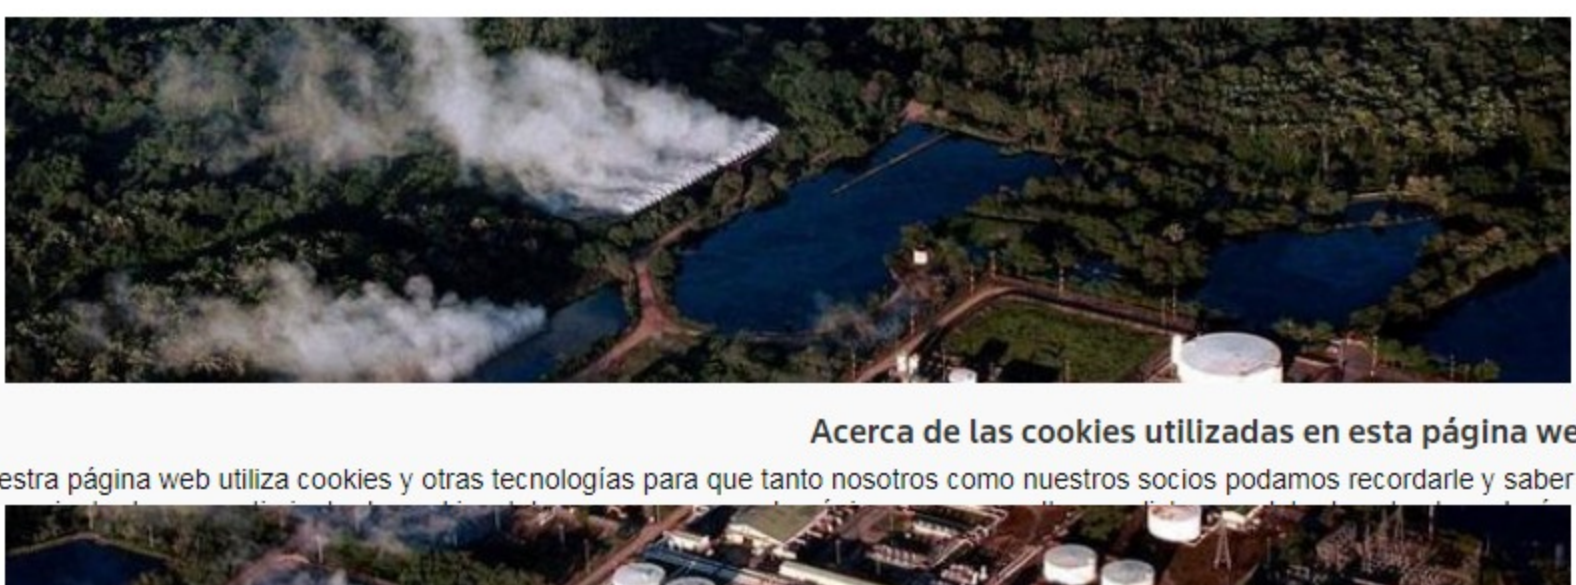 Acerca de las cookies utilizadas en esta página we
estra página web utiliza cookies y otras tecnologías para que tanto nosotros como nuestros socios podamos recordarle y saber